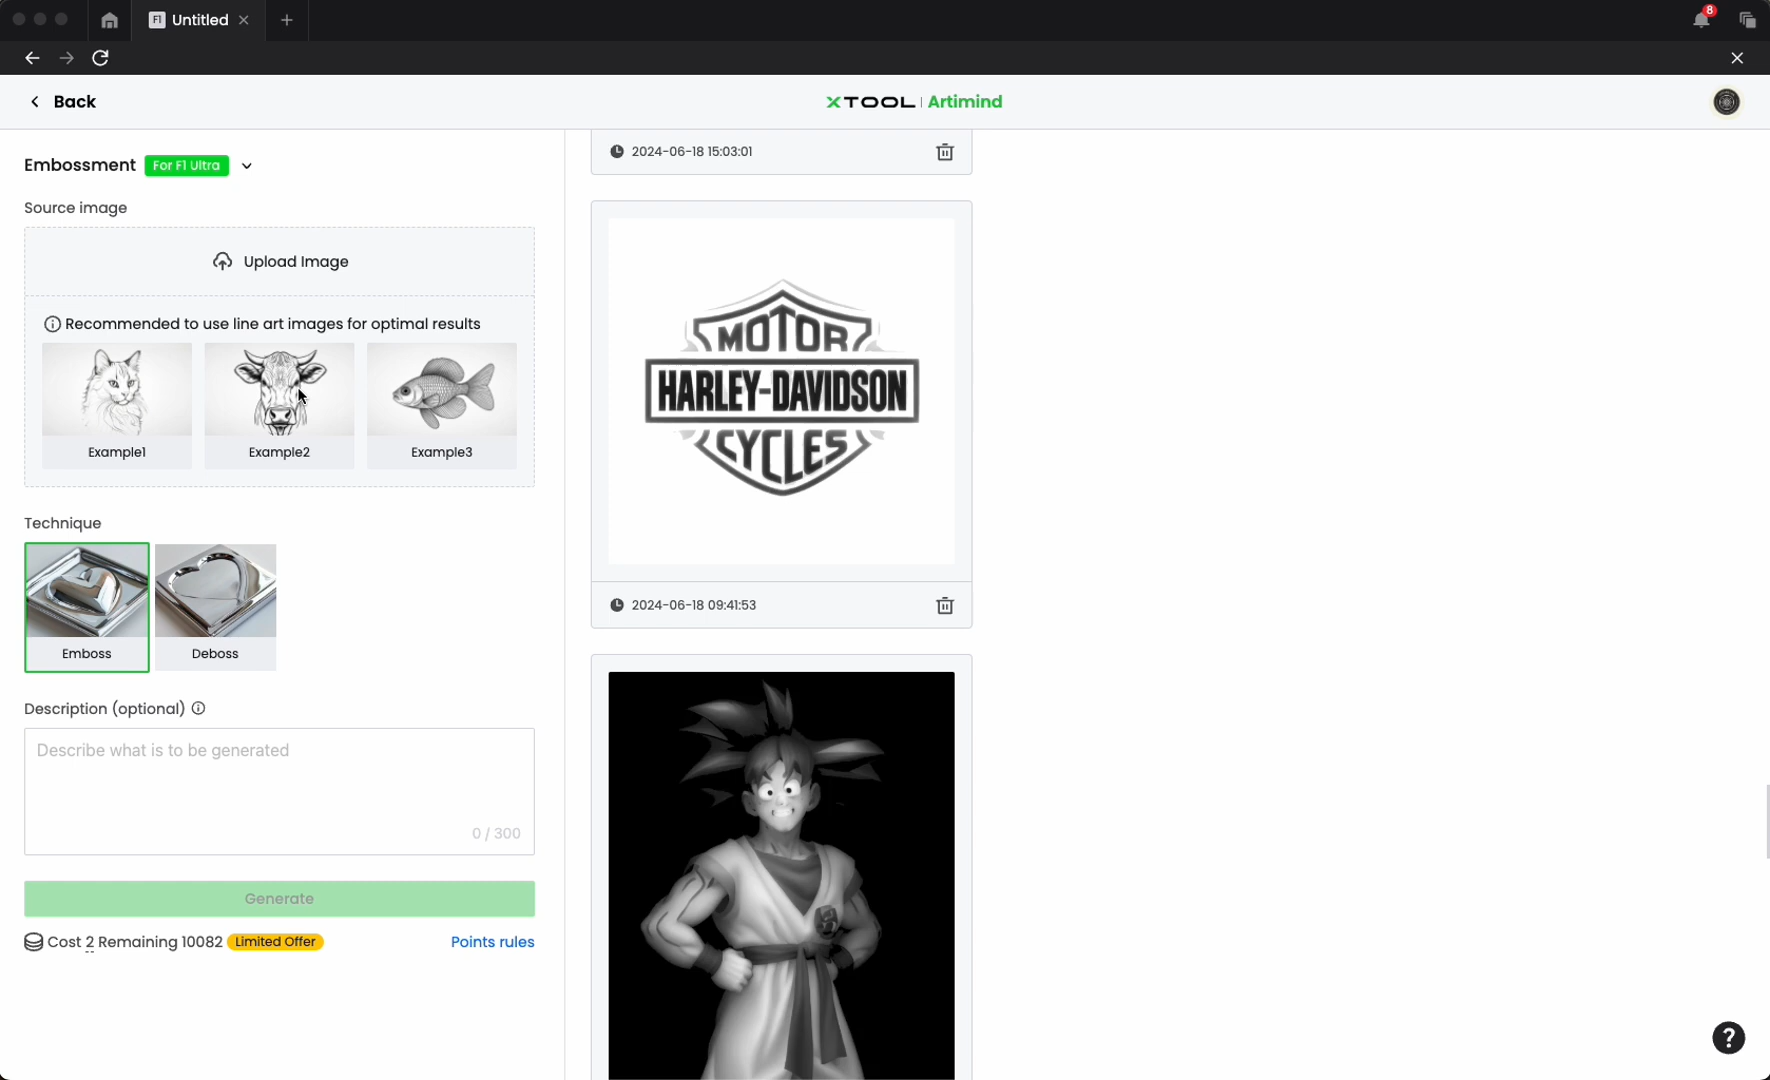 F1 Untitled
8
Back
XTOOL | Artimind
Embossment For F1 Ultra
Source image
Upload Image
Recommended to use line art images for optimal results
Example1 Example2 Example3
Technique
Emboss Deboss
Description (optional)
Describe what is to be generated
0 / 300
Generate
Cost 2 Remaining 10082 Limited Offer Points rules
2024-06-18 15:03:01
MOTOR
HARLEY-DAVIDSON
CYCLES
2024-06-18 09:41:53
?